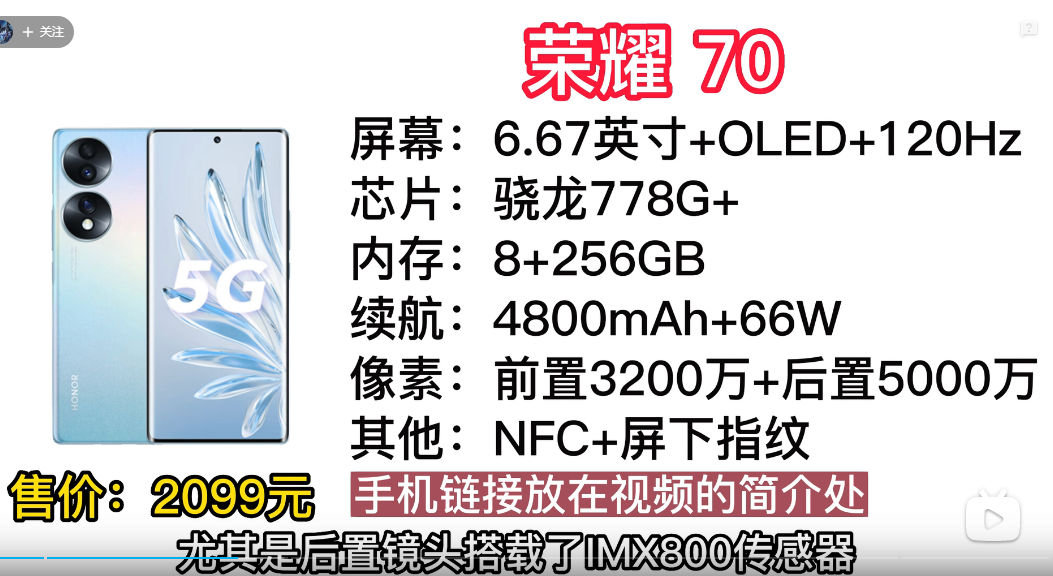 + 关注
荣耀 70
屏幕：6.67英寸+OLED+120Hz
芯片：骁龙778G+
内存：8+256GB
续航：4800mAh+66W
像素：前置3200万+后置5000万
其他：NFC+屏下指纹
5G
HONOR
售价：2099元
手机链接放在视频的简介处
尤其是后置镜头搭载了IMX800传感器